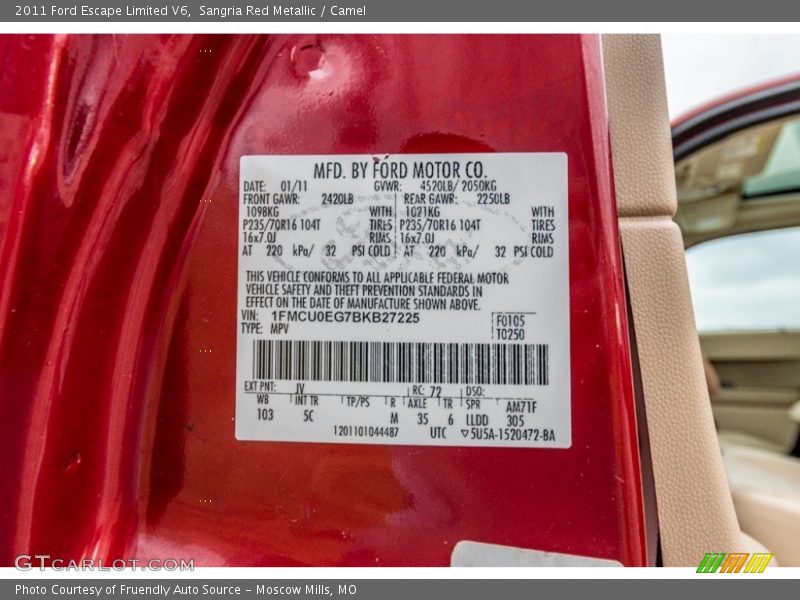 2011 Ford Escape Limited V6, Sangria Red Metallic / Camel
MFD. BY FORD MOTOR CO.
DATE: 01/11 GVWR: 4520LB/ 2050KG
FRONT GAWR: 2420LB REAR GAWR: 2250LB
1098KG WITH 1021KG WITH
P235/70R16 104T TIRES P235/70R16 104T TIRES
16x7.0J RIMS 16x7.0J RIMS
AT 220 kPa/ 32 PSI COLD AT 220 kPa/ 32 PSI COLD
THIS VEHICLE CONFORMS TO ALL APPLICABLE FEDERAL MOTOR
VEHICLE SAFETY AND THEFT PREVENTION STANDARDS IN
EFFECT ON THE DATE OF MANUFACTURE SHOWN ABOVE.
VIN: 1FMCU0EG7BKB27225 F0105
TYPE: MPV T0250
EXT PNT: JV RC: 72 DSO:
WB INT TR TP/PS R AXLE TR SPR AM71F
103 5C M 35 6 LLDD 305
1201101044487 UTC ▽5U5A-1520472-BA
GTCARLOT.COM
Photo Courtesy of Fruendly Auto Source – Moscow Mills, MO